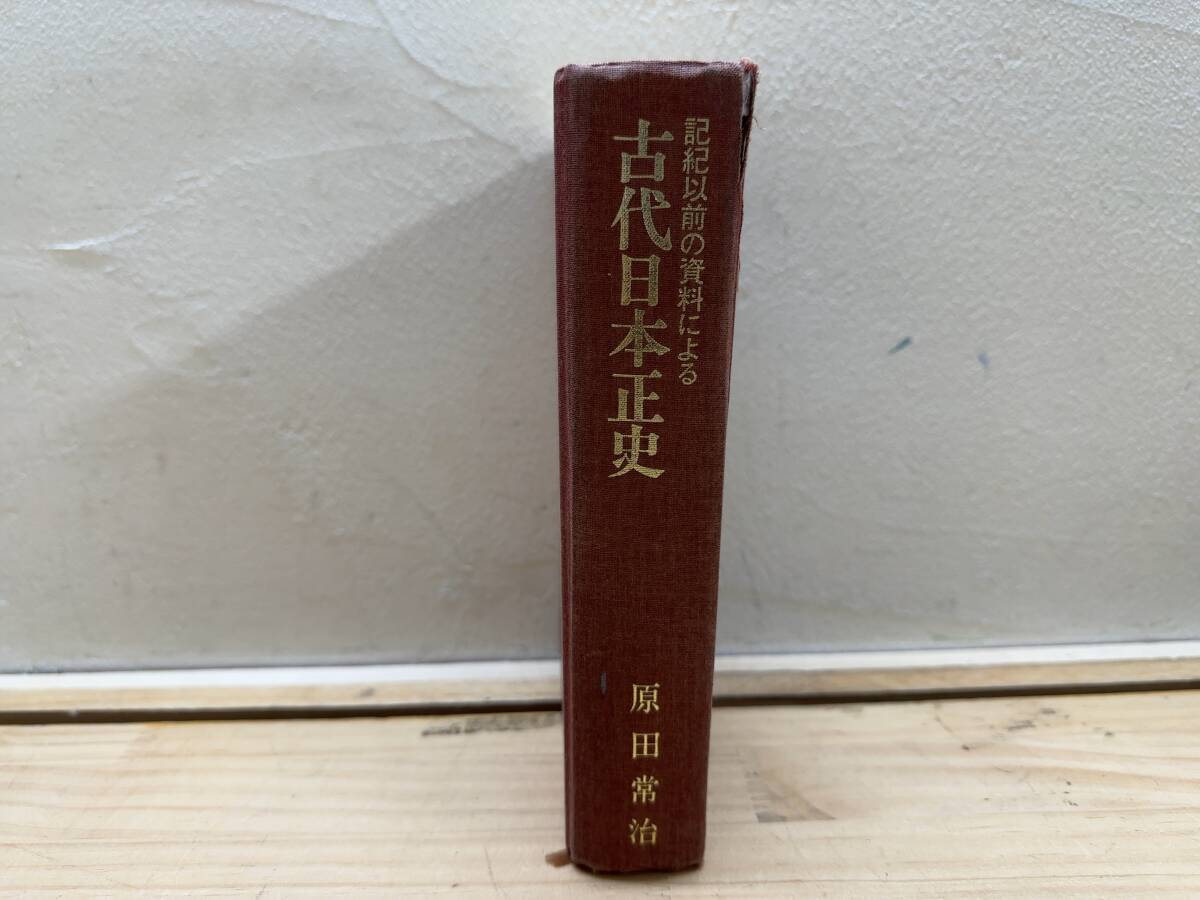 記紀以前の資料による
古代日本正史
原田常治